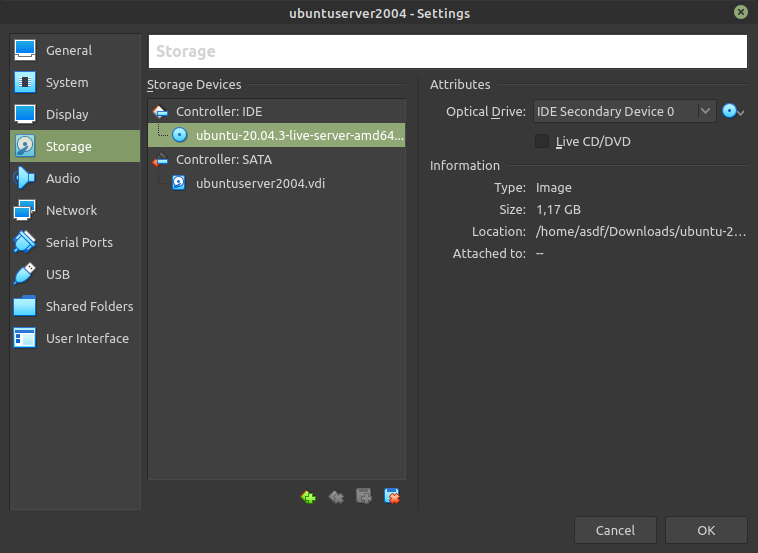 ubuntuserver2004 - Settings
General
System
Display
Storage
Audio
Network
Serial Ports
USB
Shared Folders
User Interface
Storage
Storage Devices
Controller: IDE
ubuntu-20.04.3-live-server-amd64...
Controller: SATA
ubuntuserver2004.vdi
Attributes
Optical Drive: IDE Secondary Device 0
Live CD/DVD
Information
Type: Image
Size: 1,17 GB
Location: /home/asdf/Downloads/ubuntu-2...
Attached to: --
Cancel
OK